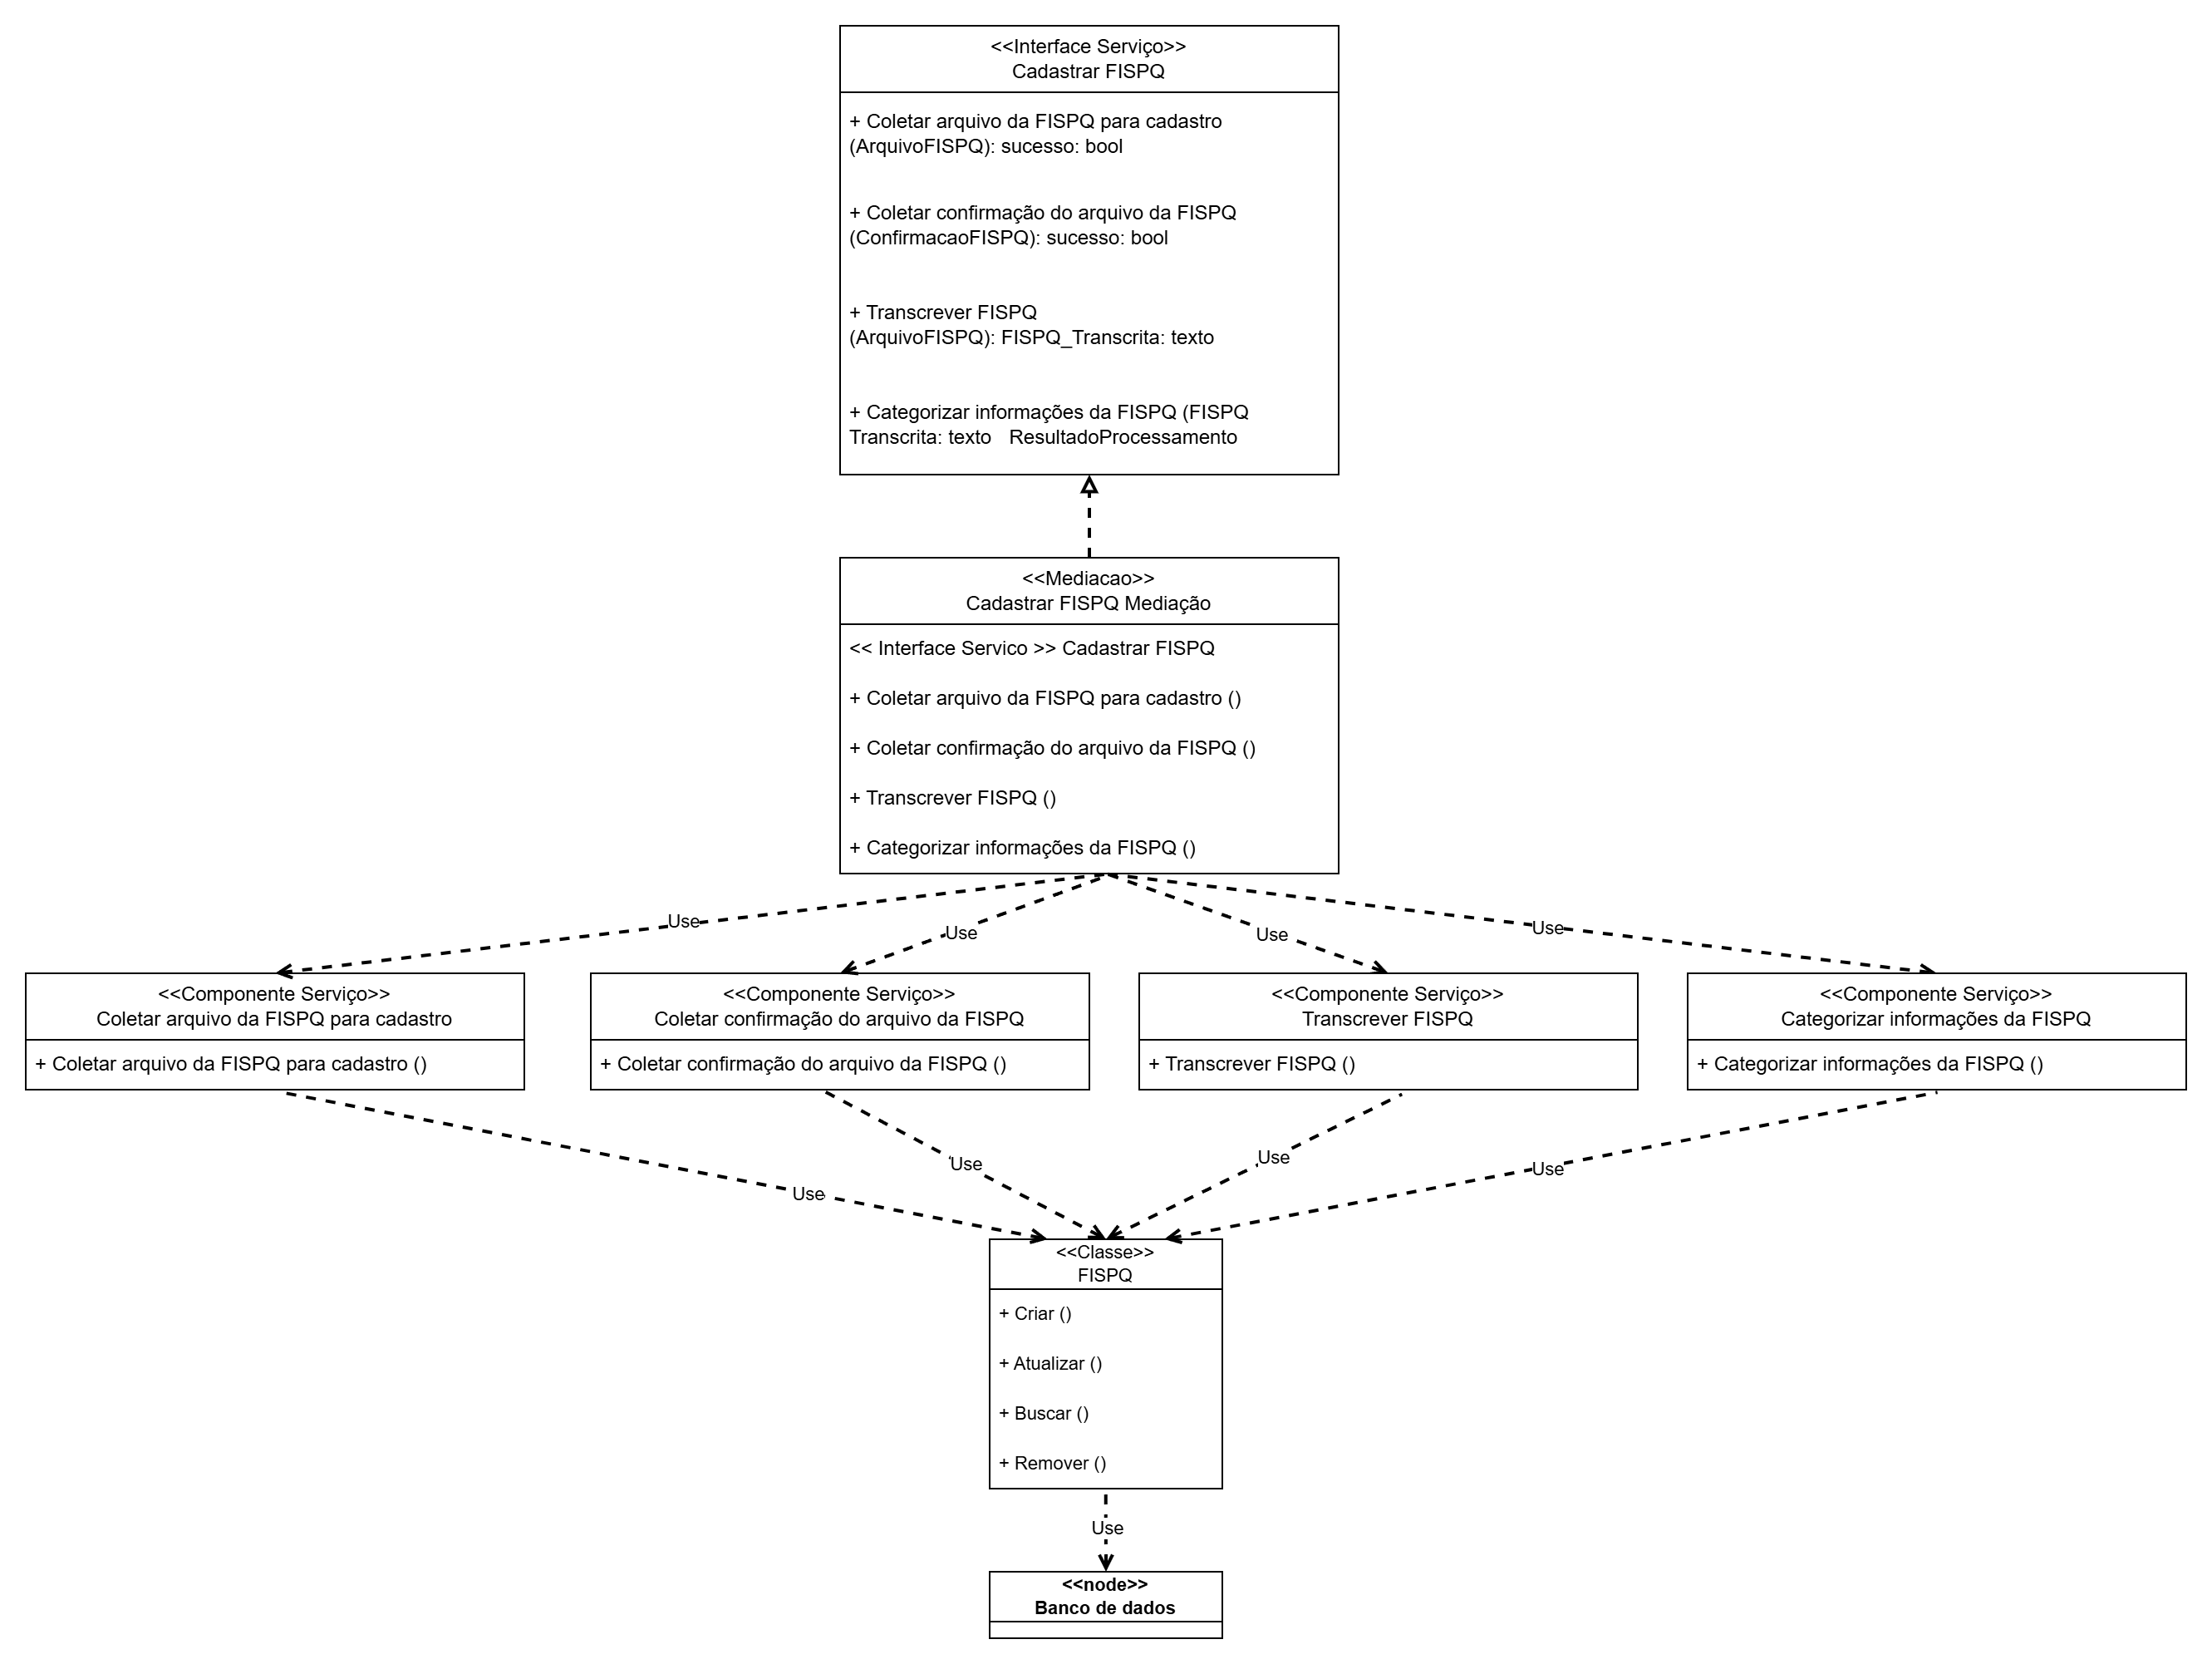 <<Interface Serviço>>
Cadastrar FISPQ
+ Coletar arquivo da FISPQ para cadastro
(ArquivoFISPQ): sucesso: bool
+ Coletar confirmação do arquivo da FISPQ
(ConfirmacaoFISPQ): sucesso: bool
+ Transcrever FISPQ
(ArquivoFISPQ): FISPQ_Transcrita: texto
+ Categorizar informações da FISPQ (FISPQ
Transcrita: texto   ResultadoProcessamento
<<Mediacao>>
Cadastrar FISPQ Mediação
<< Interface Servico >> Cadastrar FISPQ
+ Coletar arquivo da FISPQ para cadastro ()
+ Coletar confirmação do arquivo da FISPQ ()
+ Transcrever FISPQ ()
+ Categorizar informações da FISPQ ()
Use
Use
Use
Use
<<Componente Serviço>>
Coletar arquivo da FISPQ para cadastro
+ Coletar arquivo da FISPQ para cadastro ()
<<Componente Serviço>>
Coletar confirmação do arquivo da FISPQ
+ Coletar confirmação do arquivo da FISPQ ()
<<Componente Serviço>>
Transcrever FISPQ
+ Transcrever FISPQ ()
<<Componente Serviço>>
Categorizar informações da FISPQ
+ Categorizar informações da FISPQ ()
Use
Use
Use
Use
<<Classe>>
FISPQ
+ Criar ()
+ Atualizar ()
+ Buscar ()
+ Remover ()
Use
<<node>>
Banco de dados